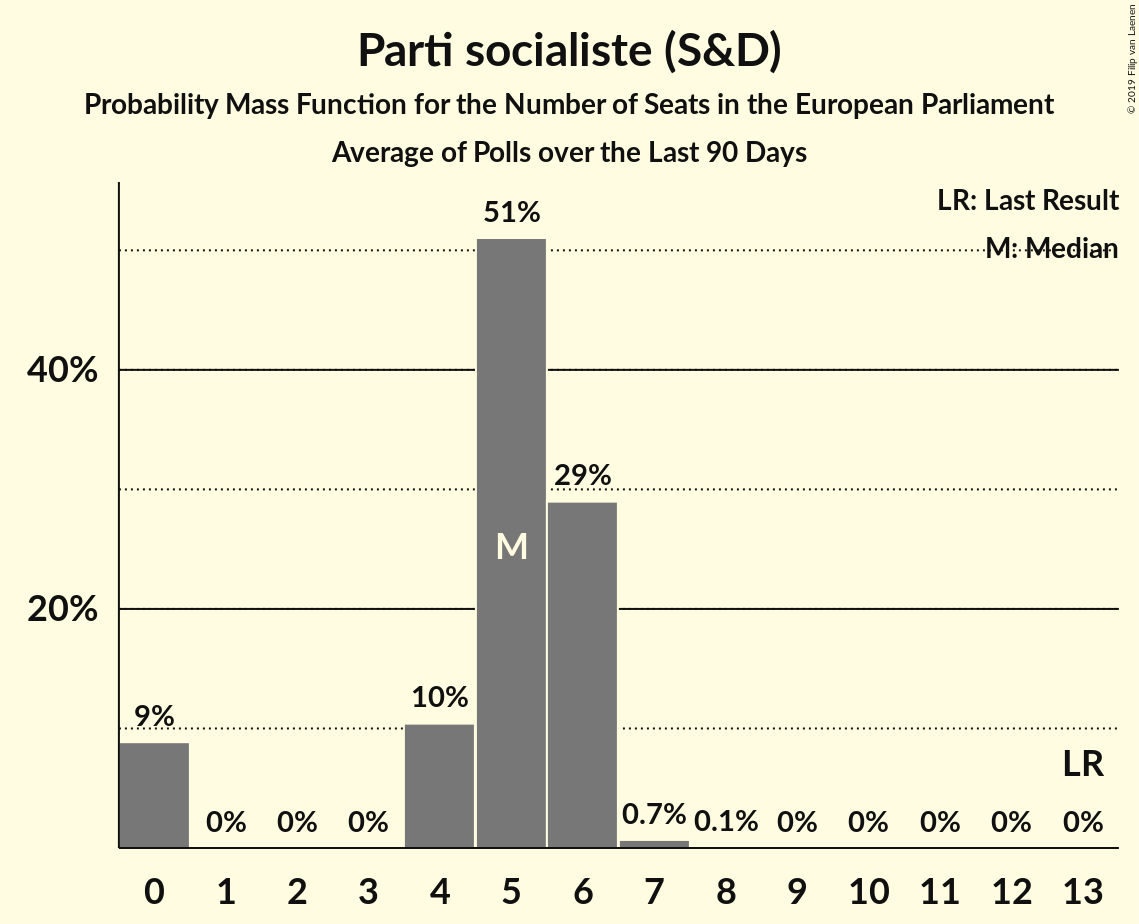 Parti socialiste (S&D)
Probability Mass Function for the Number of Seats in the European Parliament
Average of Polls over the Last 90 Days
© 2019 Filip van Laenen
LR: Last Result
M: Median
51%
40%
29%
M
20%
10%
9%
LR
0% 0% 0% 0.7% 0.1% 0% 0% 0% 0% 0%
0 1 2 3 4 5 6 7 8 9 10 11 12 13